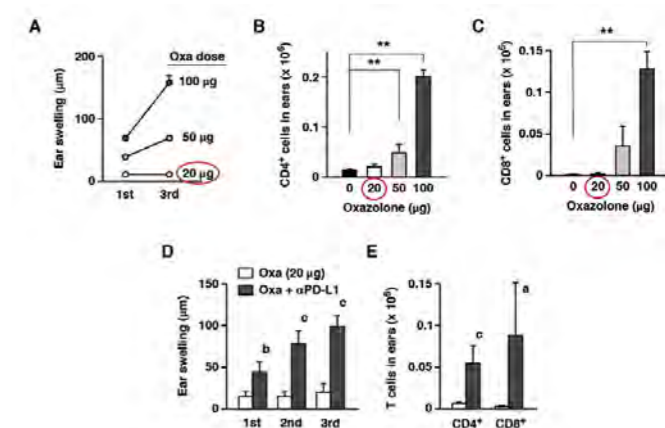 A
Oxa dose
Ear swelling (µm)
200
100
0
100 µg
50 µg
20 µg
1st
3rd
B
CD4⁺ cells in ears (x 10⁶)
0.2
0.1
0
**
**
0
20
50
100
Oxazolone (µg)
C
CD8⁺ cells in ears (x 10⁶)
0.15
0.1
0.05
0
**
0
20
50
100
Oxazolone (µg)
D
Oxa (20 µg)
Oxa + αPD-L1
Ear swelling (µm)
150
100
50
0
b
c
c
1st
2nd
3rd
E
T cells in ears (x 10⁶)
0.15
0.1
0.05
0
c
a
CD4⁺
CD8⁺